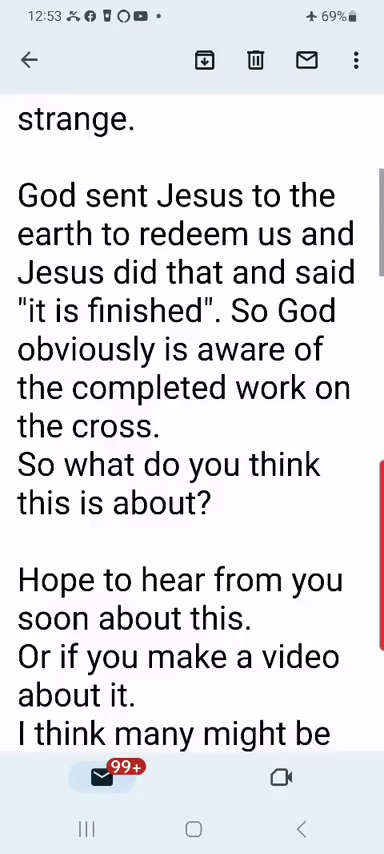 12:53
69%
strange.
God sent Jesus to the
earth to redeem us and
Jesus did that and said
"it is finished". So God
obviously is aware of
the completed work on
the cross.
So what do you think
this is about?
Hope to hear from you
soon about this.
Or if you make a video
about it.
I think many might be
99+